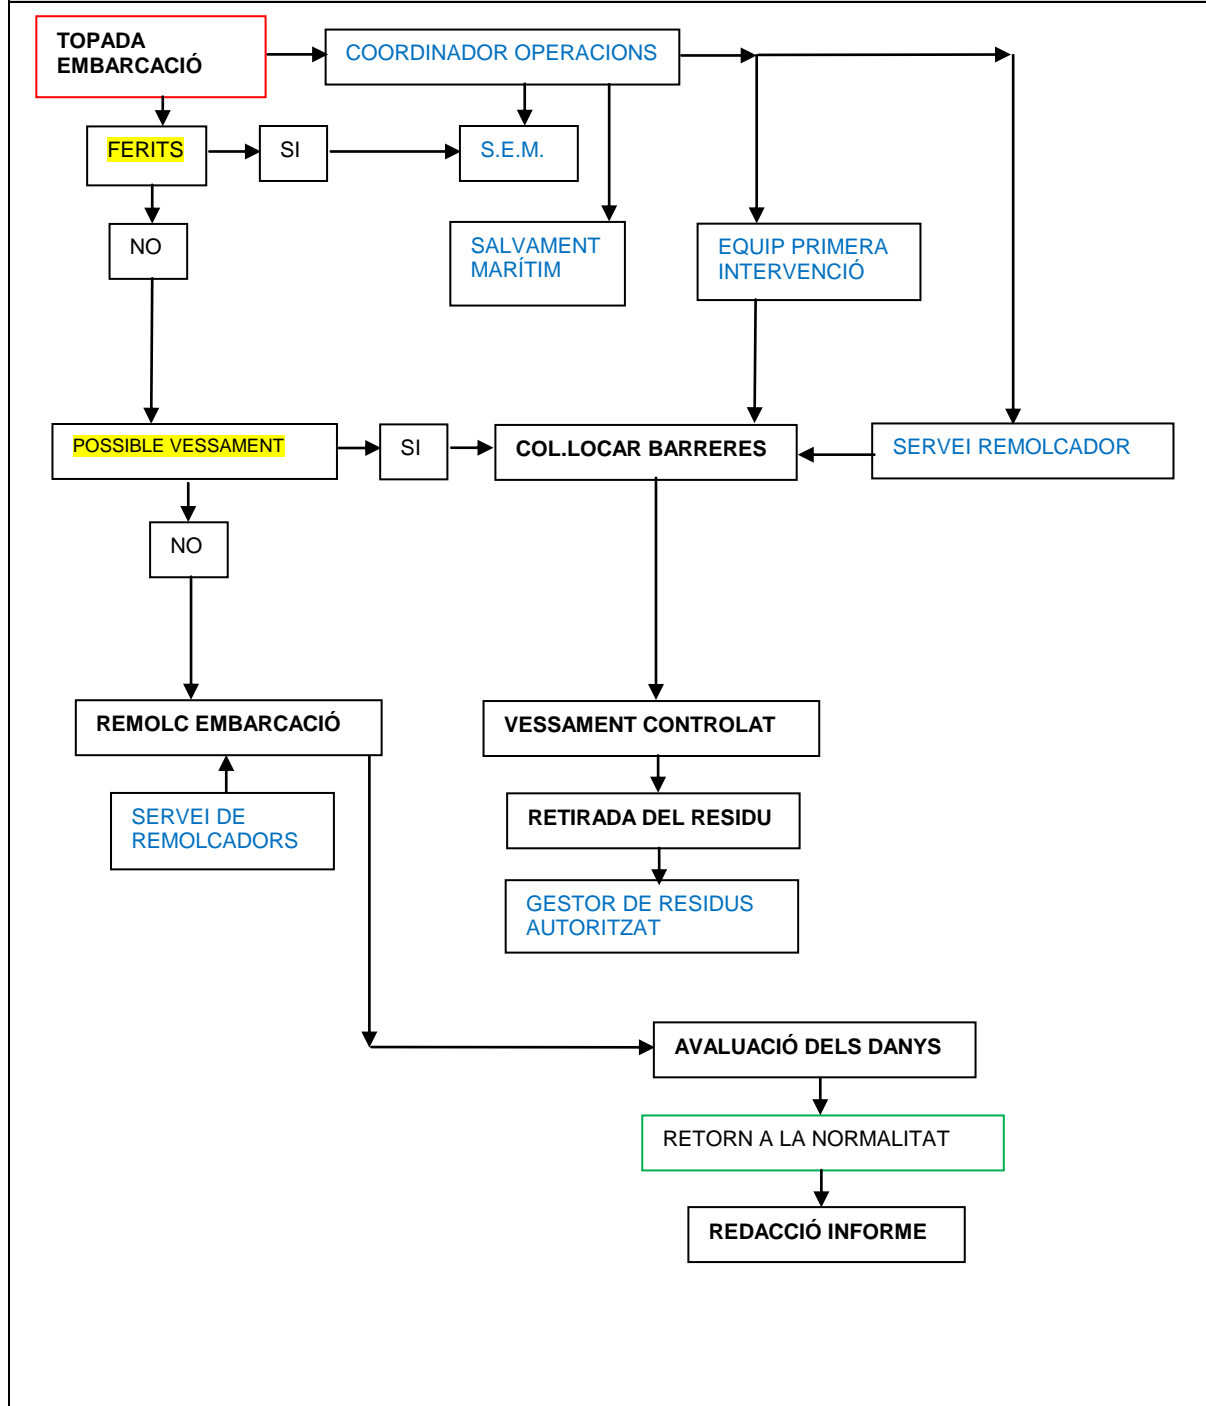 TOPADA
EMBARCACIÓ
COORDINADOR OPERACIONS
FERITS
SI
S.E.M.
NO
SALVAMENT
MARÍTIM
EQUIP PRIMERA
INTERVENCIÓ
POSSIBLE VESSAMENT
SI
COL.LOCAR BARRERES
SERVEI REMOLCADOR
NO
REMOLC EMBARCACIÓ
VESSAMENT CONTROLAT
SERVEI DE
REMOLCADORS
RETIRADA DEL RESIDU
GESTOR DE RESIDUS
AUTORITZAT
AVALUACIÓ DELS DANYS
RETORN A LA NORMALITAT
REDACCIÓ INFORME